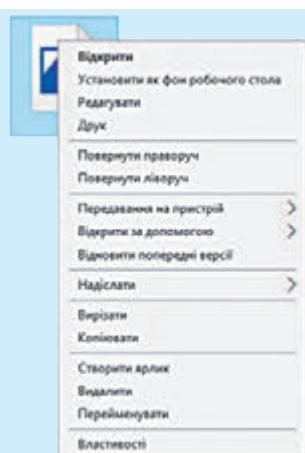 Відкрити
Установити як фон робочого стола
Редагувати
Друк
Повернути праворуч
Повернути ліворуч
Передавання на пристрій
Відкрити за допомогою
Відновити попередні версії
Надіслати
Вирізати
Копіювати
Створити ярлик
Видалити
Перейменувати
Властивості